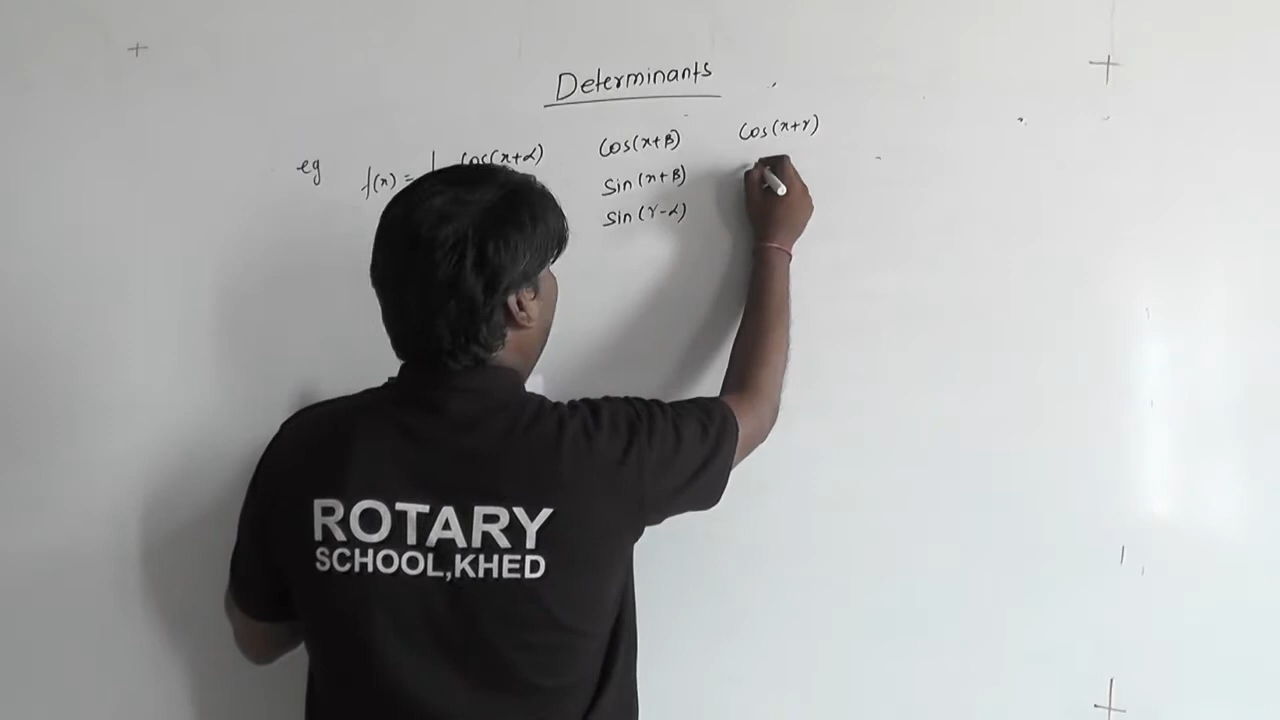 Determinants
eg f(x) = | cos(x+α) cos(x+β) cos(x+γ)
sin(x+β)
sin(γ-α)
ROTARY
SCHOOL,KHED